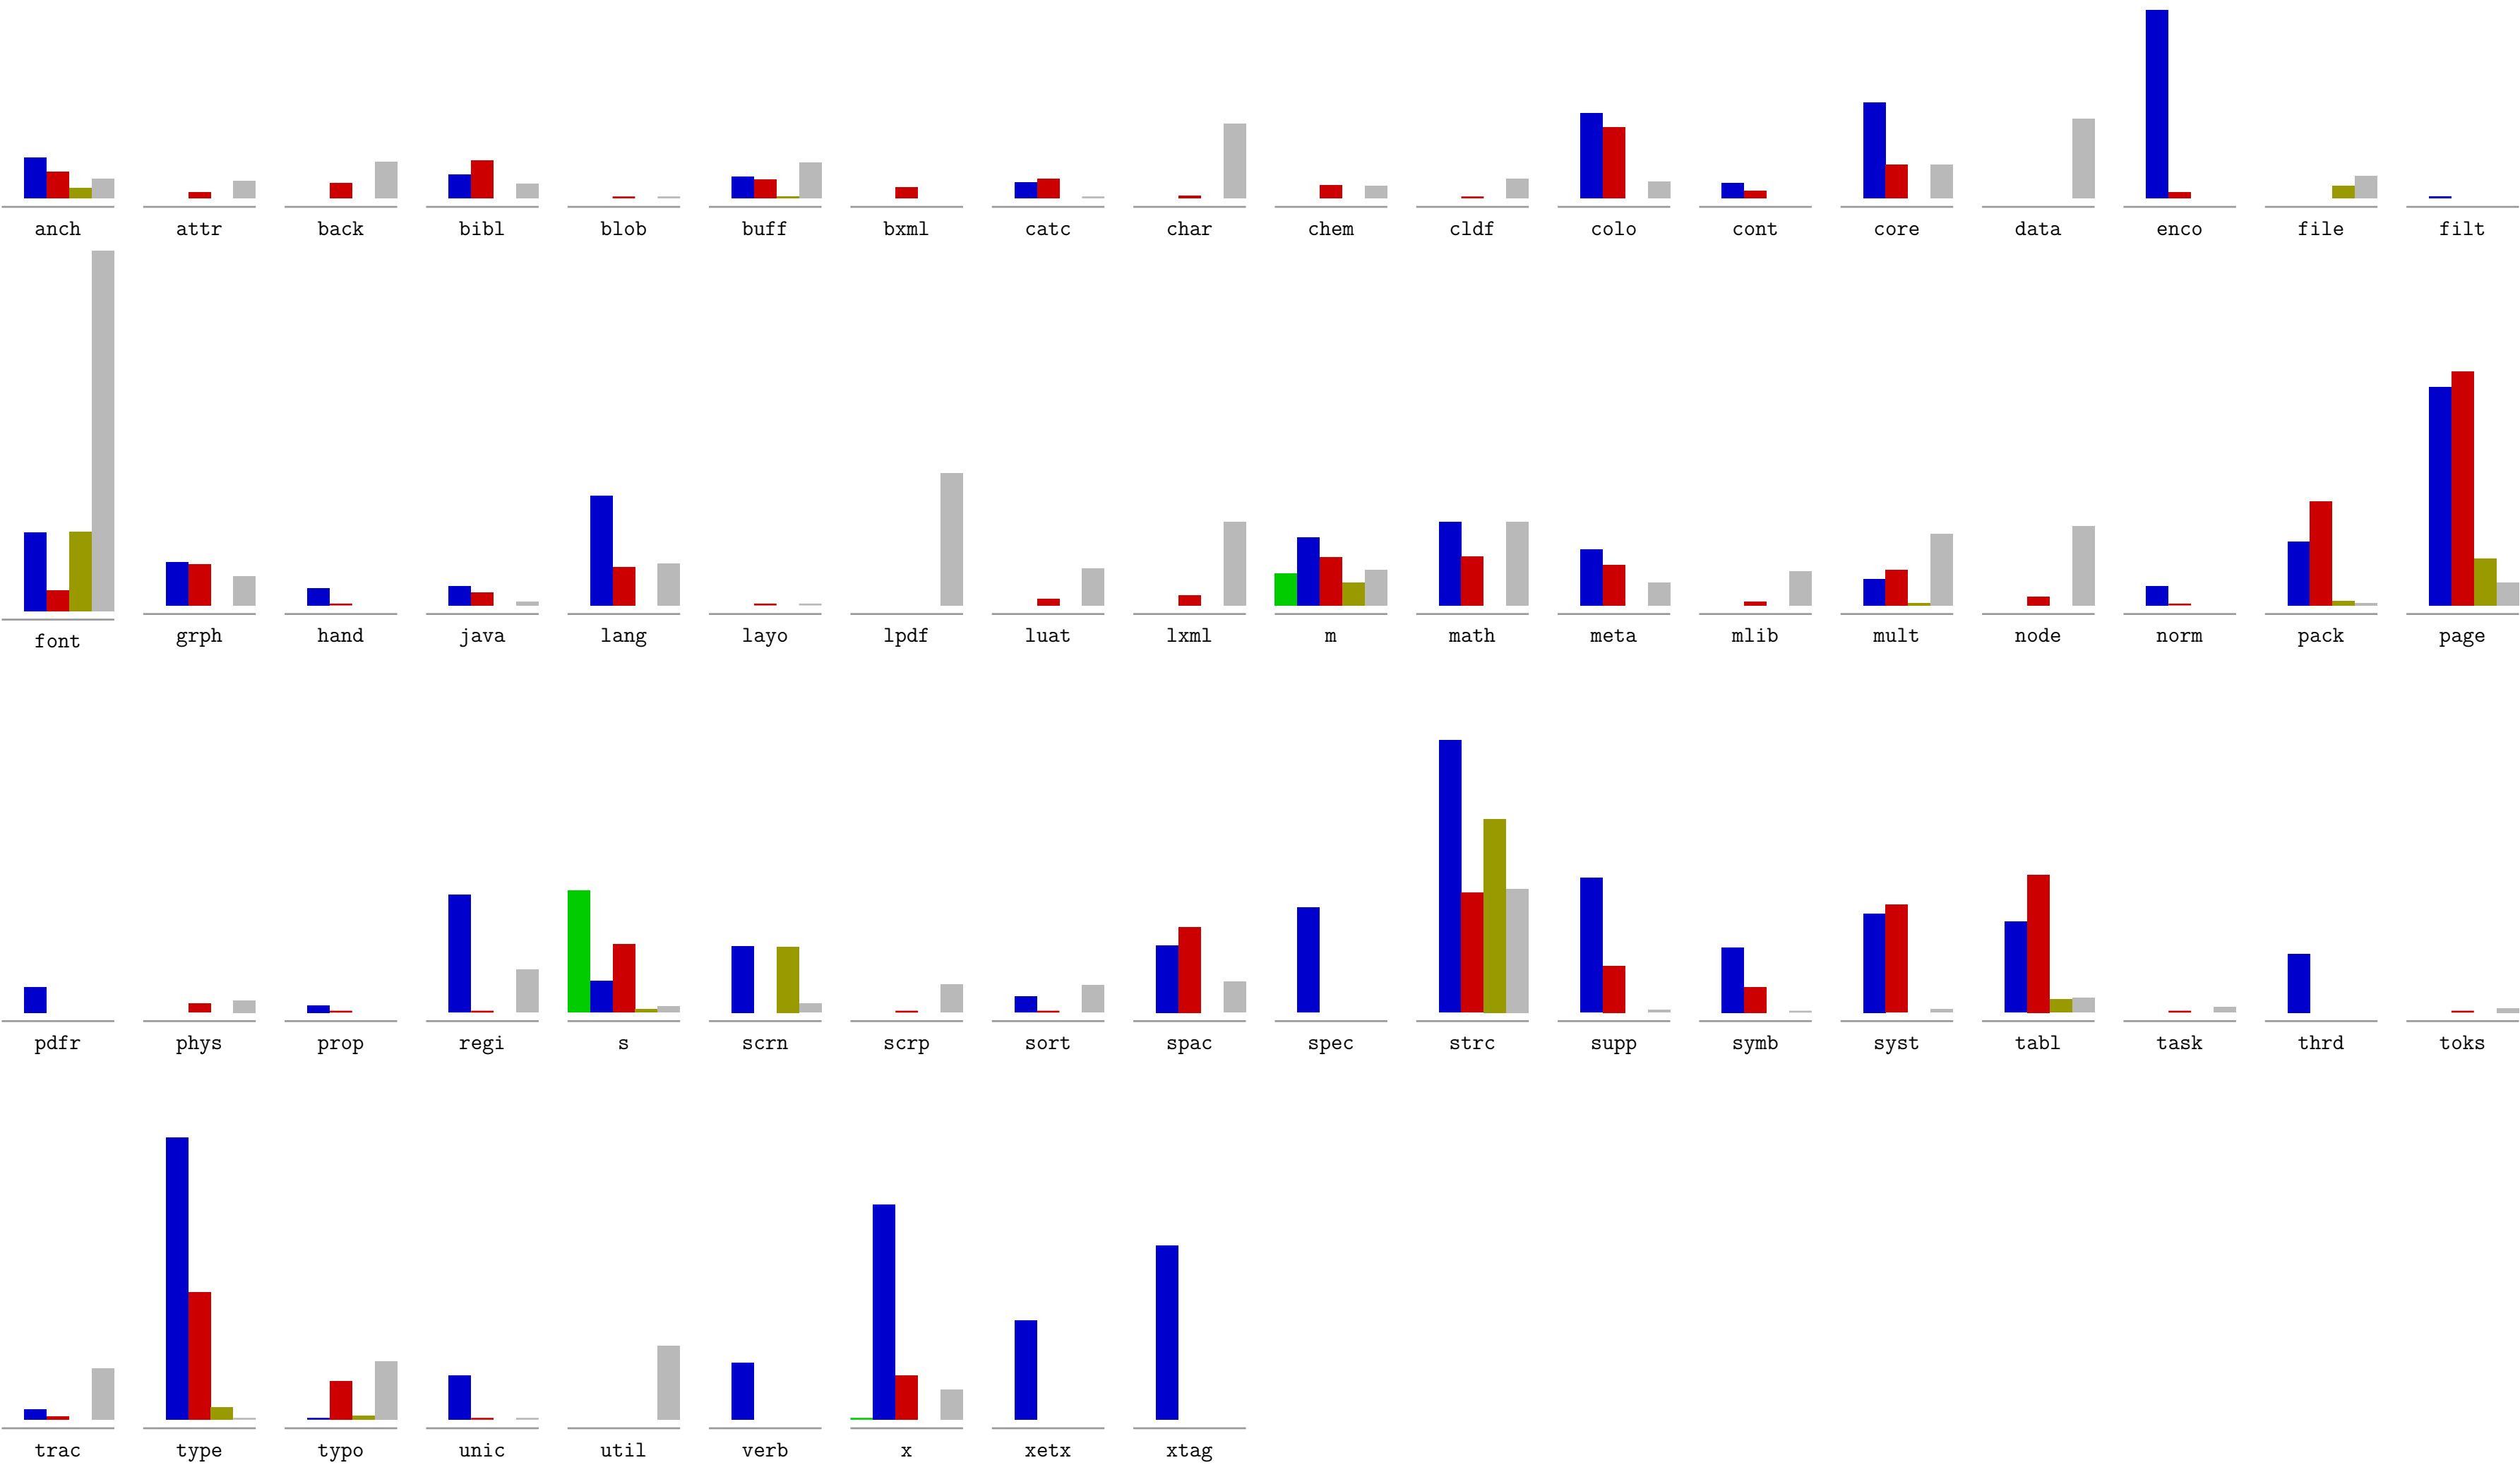 anch attr back bibl blob buff bxml catc char chem cldf colo cont core data enco file filt
font grph hand java lang layo lpdf luat lxml m math meta mlib mult node norm pack page
pdfr phys prop regi s scrn scrp sort spac spec strc supp symb syst tabl task thrd toks
trac type typo unic util verb x xetx xtag